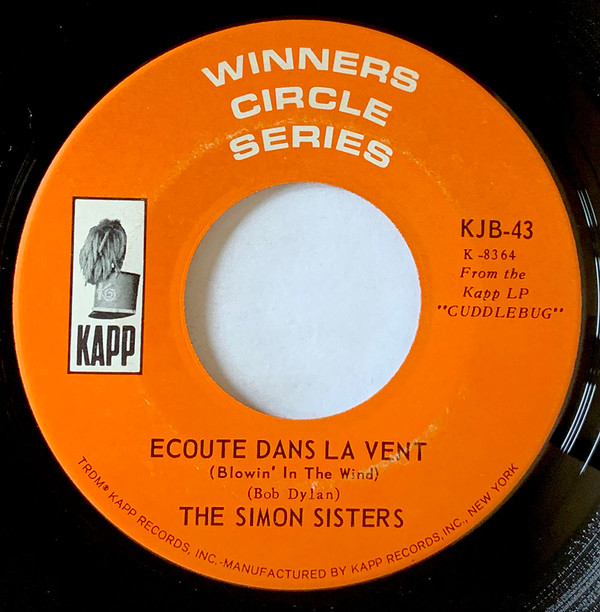 WINNERS
CIRCLE
SERIES
KJB-43
K-8364
From the
Kapp LP
"CUDDLEBUG"
K
KAPP
ECOUTE DANS LA VENT
(Blowin' In The Wind)
(Bob Dylan)
THE SIMON SISTERS
TRDM® KAPP RECORDS, INC.-MANUFACTURED BY KAPP RECORDS, INC., NEW YORK